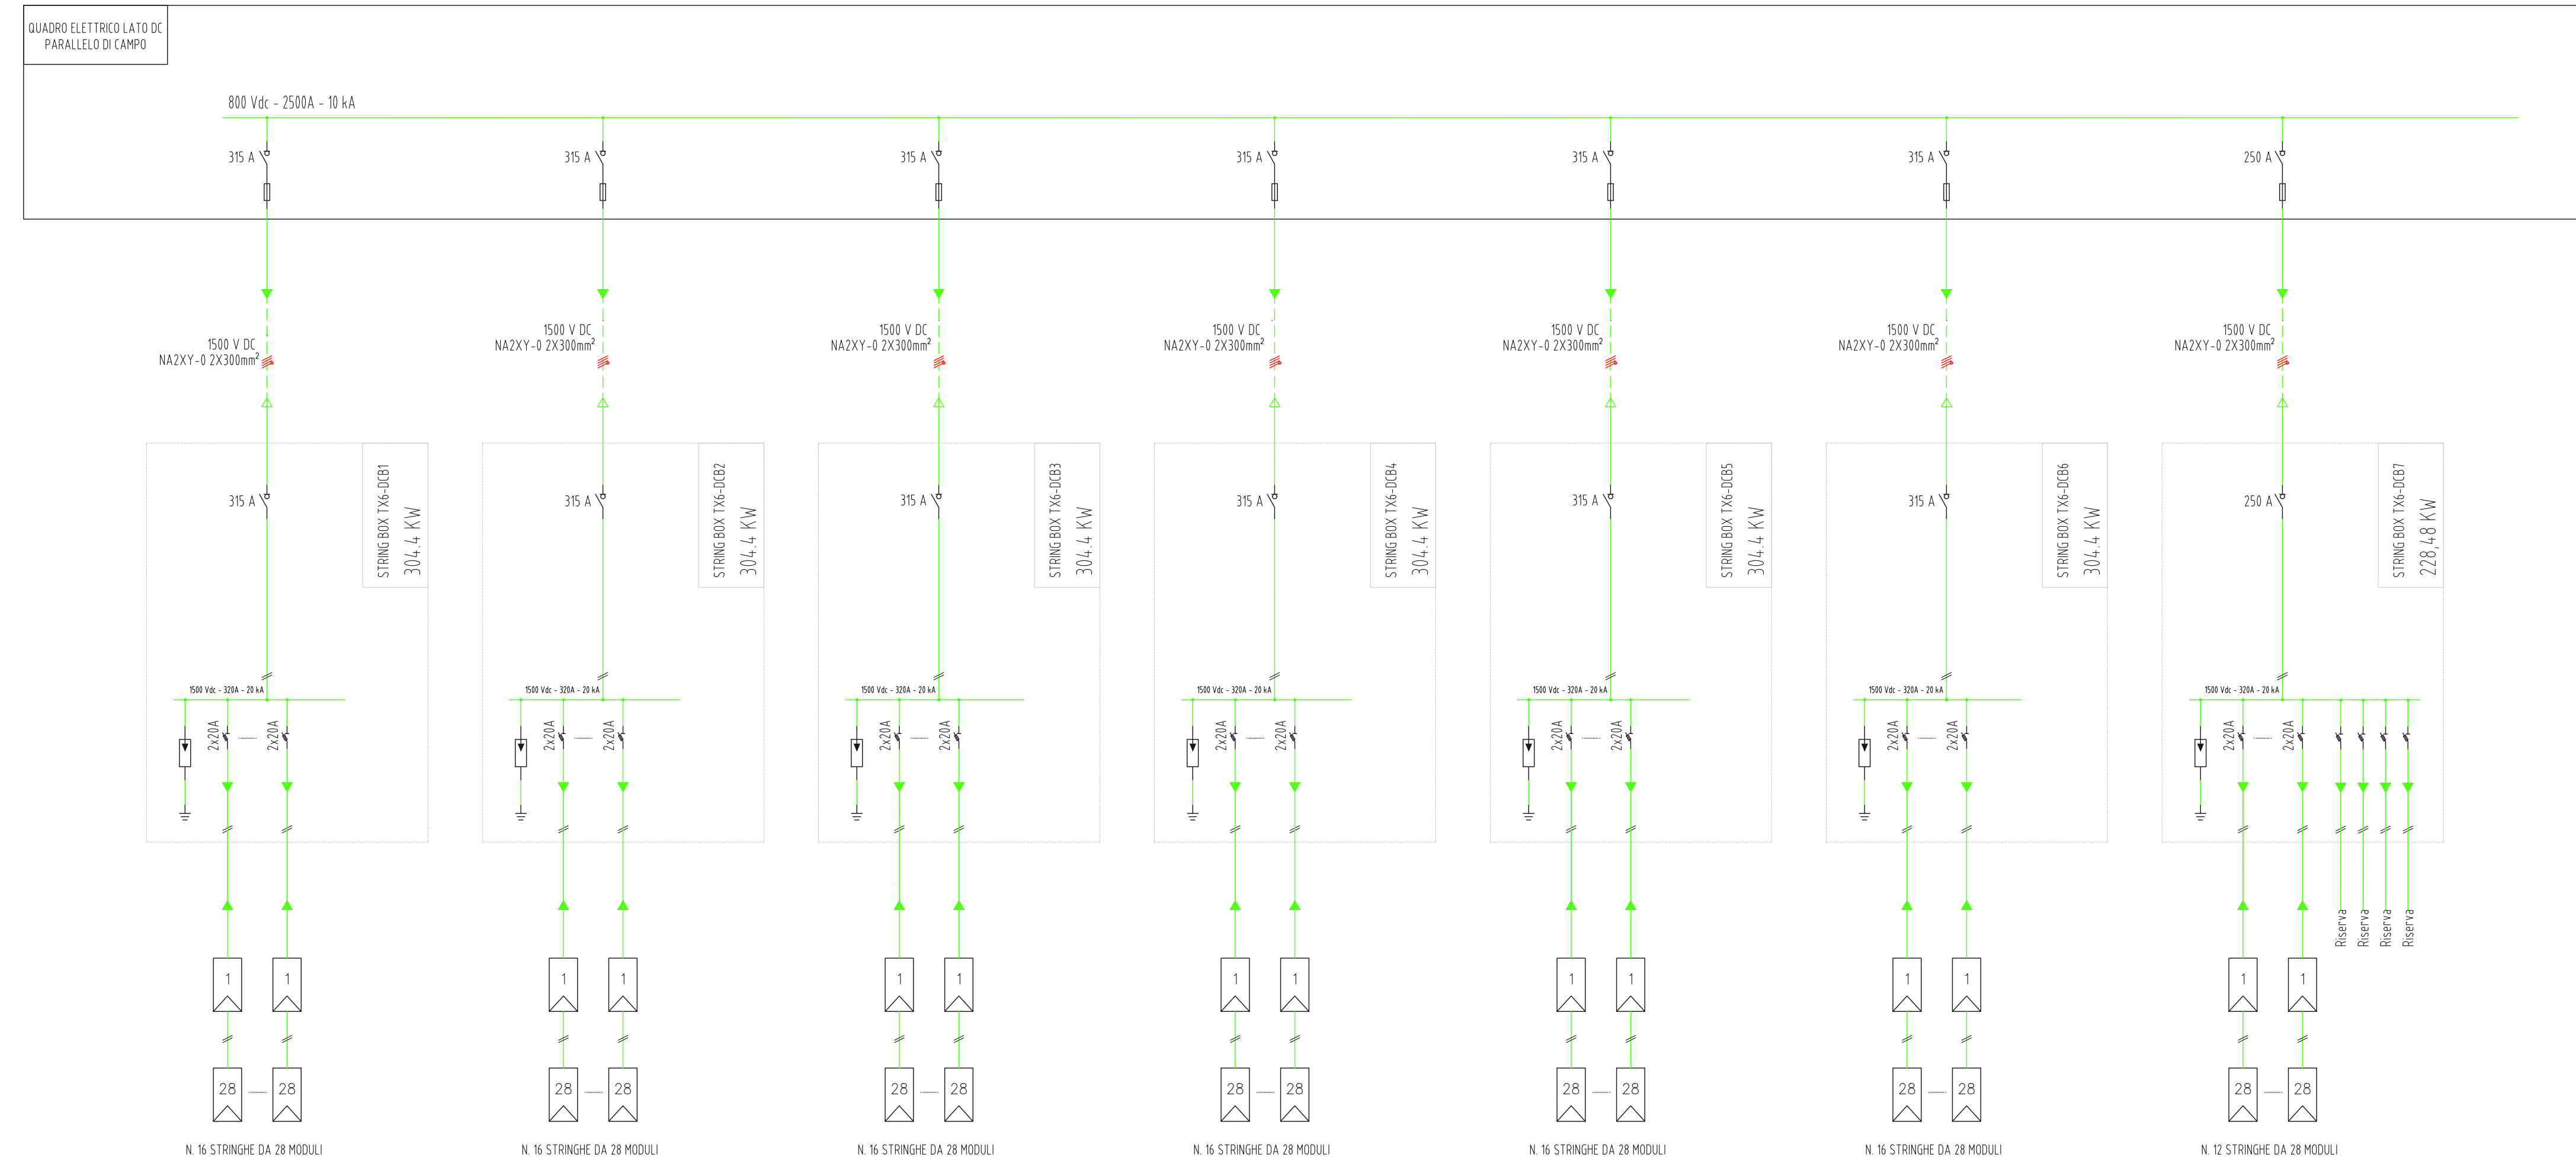 QUADRO ELETTRICO LATO DC
PARALLELO DI CAMPO
800 Vdc - 2500A - 10 kA
315 A
315 A
315 A
315 A
315 A
315 A
250 A
1500 V DC
NA2XY-0 2X300mm²
1500 V DC
NA2XY-0 2X300mm²
1500 V DC
NA2XY-0 2X300mm²
1500 V DC
NA2XY-0 2X300mm²
1500 V DC
NA2XY-0 2X300mm²
1500 V DC
NA2XY-0 2X300mm²
1500 V DC
NA2XY-0 2X300mm²
315 A
STRING BOX TX6-DCB1
304.4 KW
315 A
STRING BOX TX6-DCB2
304.4 KW
315 A
STRING BOX TX6-DCB3
304.4 KW
315 A
STRING BOX TX6-DCB4
304.4 KW
315 A
STRING BOX TX6-DCB5
304.4 KW
315 A
STRING BOX TX6-DCB6
304.4 KW
250 A
STRING BOX TX6-DCB7
228,48 KW
1500 Vdc - 320A - 20 kA
1500 Vdc - 320A - 20 kA
1500 Vdc - 320A - 20 kA
1500 Vdc - 320A - 20 kA
1500 Vdc - 320A - 20 kA
1500 Vdc - 320A - 20 kA
1500 Vdc - 320A - 20 kA
2x20A
2x20A
2x20A
2x20A
2x20A
2x20A
2x20A
2x20A
2x20A
2x20A
2x20A
2x20A
2x20A
2x20A
Riserva
Riserva
Riserva
Riserva
1
1
1
1
1
1
1
1
1
1
1
1
1
1
28
28
28
28
28
28
28
28
28
28
28
28
28
28
N. 16 STRINGHE DA 28 MODULI
N. 16 STRINGHE DA 28 MODULI
N. 16 STRINGHE DA 28 MODULI
N. 16 STRINGHE DA 28 MODULI
N. 16 STRINGHE DA 28 MODULI
N. 16 STRINGHE DA 28 MODULI
N. 12 STRINGHE DA 28 MODULI